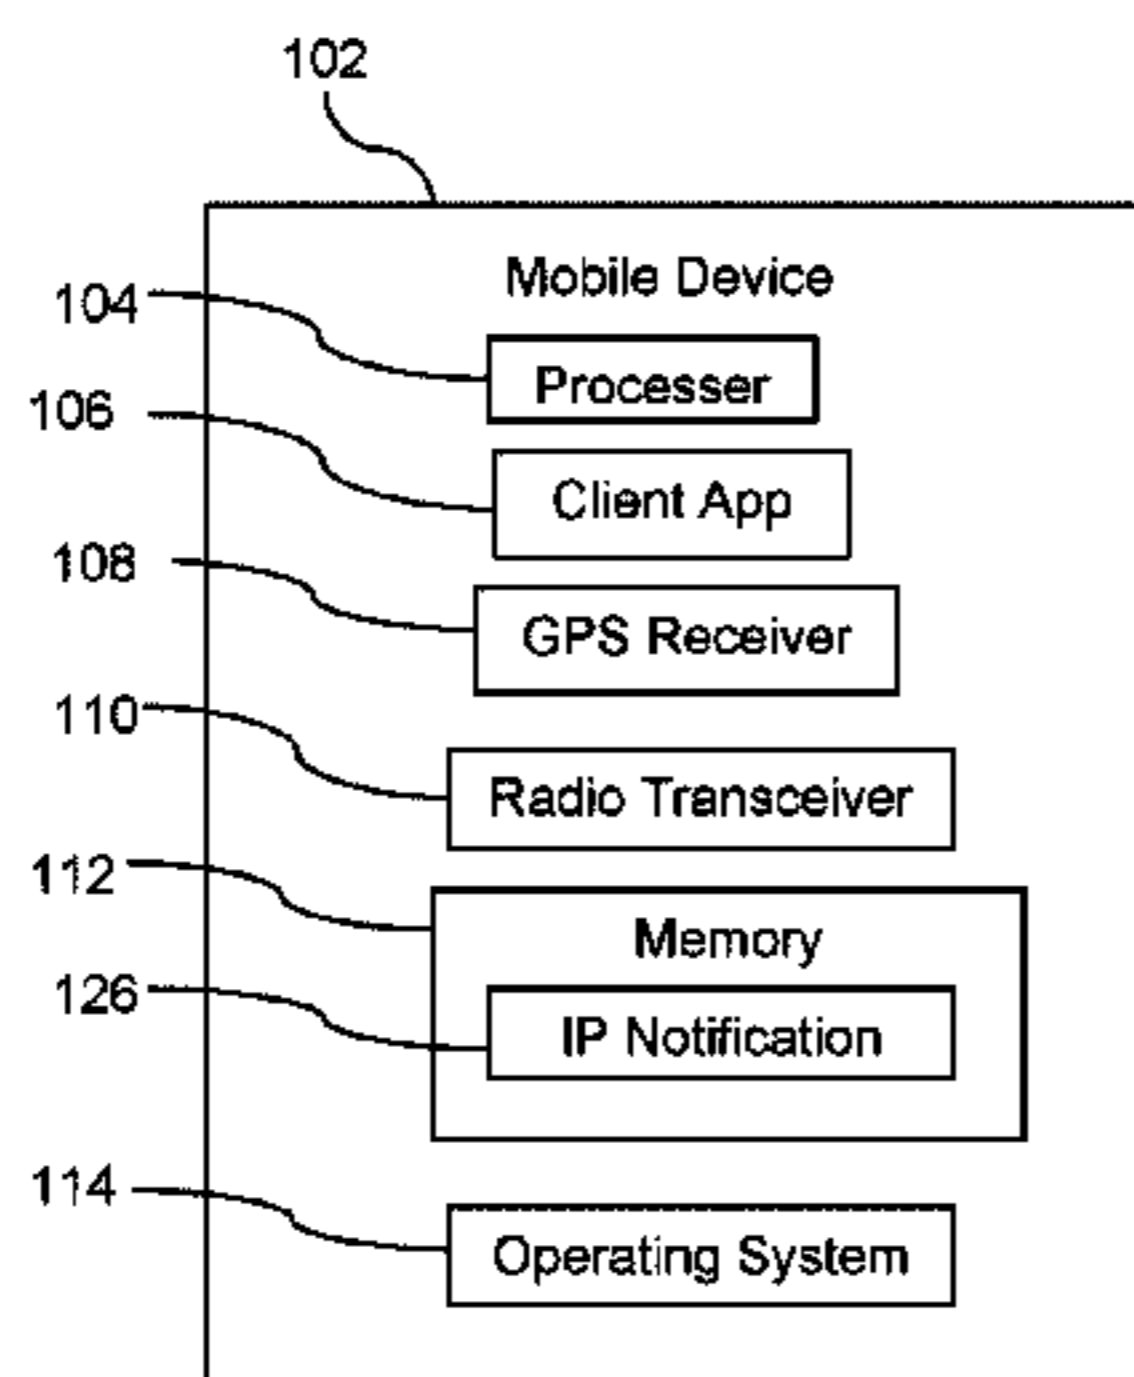 102
Mobile Device
104
Processer
106
Client App
108
GPS Receiver
110
Radio Transceiver
112
Memory
126
IP Notification
114
Operating System